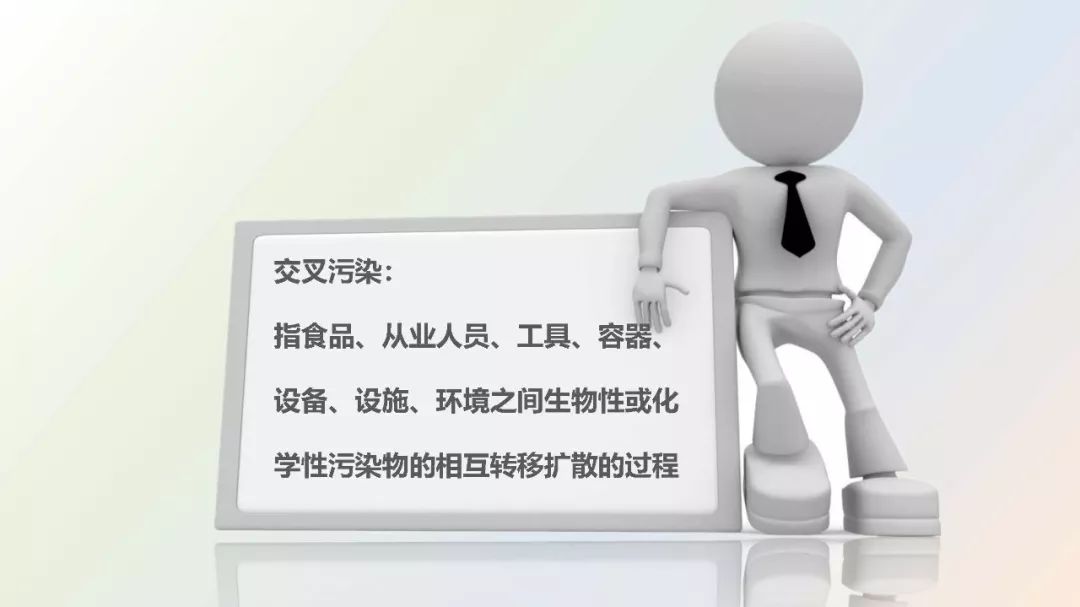 交叉污染：
指食品、从业人员、工具、容器、
设备、设施、环境之间生物性或化
学性污染物的相互转移扩散的过程